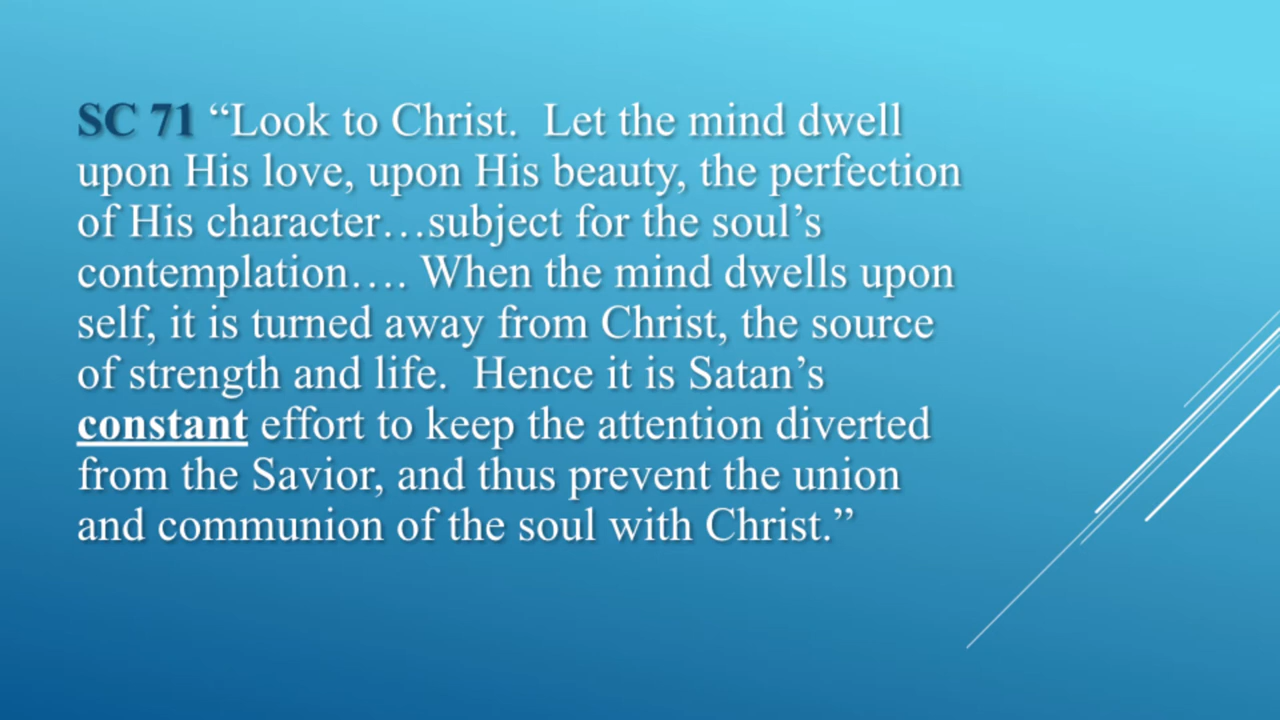 SC 71 “Look to Christ.  Let the mind dwell
upon His love, upon His beauty, the perfection
of His character…subject for the soul’s
contemplation…. When the mind dwells upon
self, it is turned away from Christ, the source
of strength and life.  Hence it is Satan’s
constant effort to keep the attention diverted
from the Savior, and thus prevent the union
and communion of the soul with Christ.”